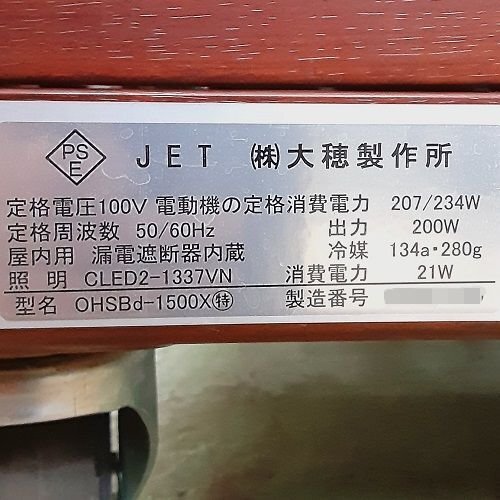 PSE JET ㈱大穂製作所
定格電圧100V 電動機の定格消費電力 207/234W
定格周波数 50/60Hz 出力 200W
屋内用 漏電遮断器内蔵 冷媒 134a・280g
照明 CLED2-1337VN 消費電力 21W
型名 OHSBd-1500X㊕ 製造番号